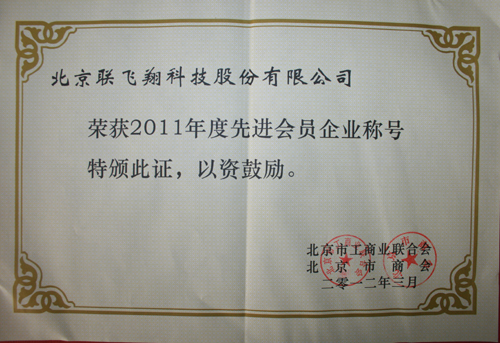 北京联飞翔科技股份有限公司
荣获2011年度先进会员企业称号
特颁此证，以资鼓励。
北京市工商业联合会
北京市商会
二零一二年三月